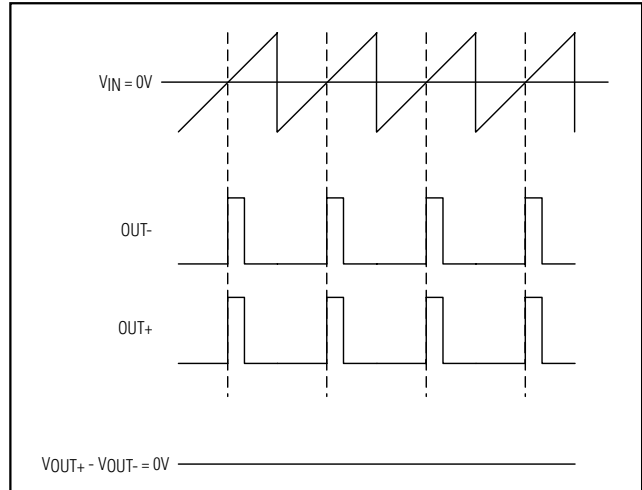 VIN = 0V
OUT-
OUT+
VOUT+ - VOUT- = 0V